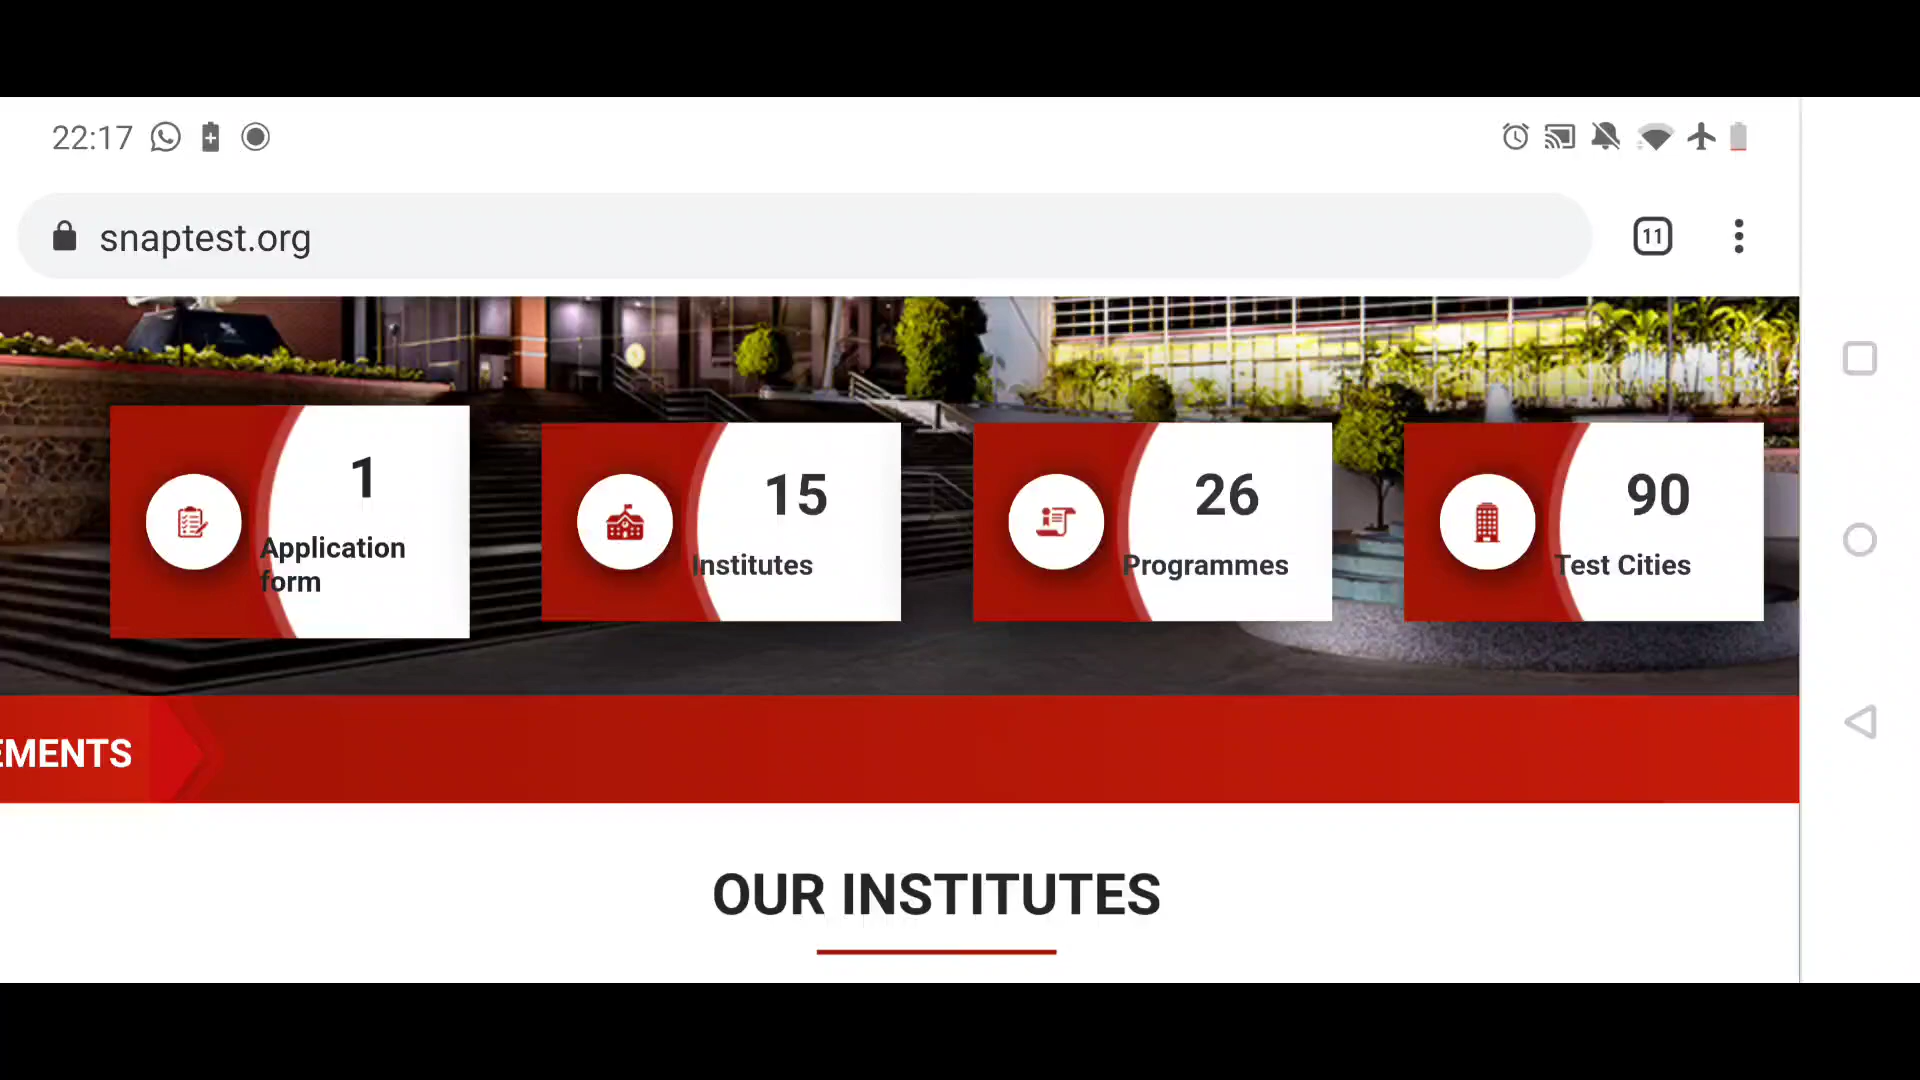 22:17
snaptest.org
11
1
Application
form
15
Institutes
26
Programmes
90
Test Cities
EMENTS
OUR INSTITUTES